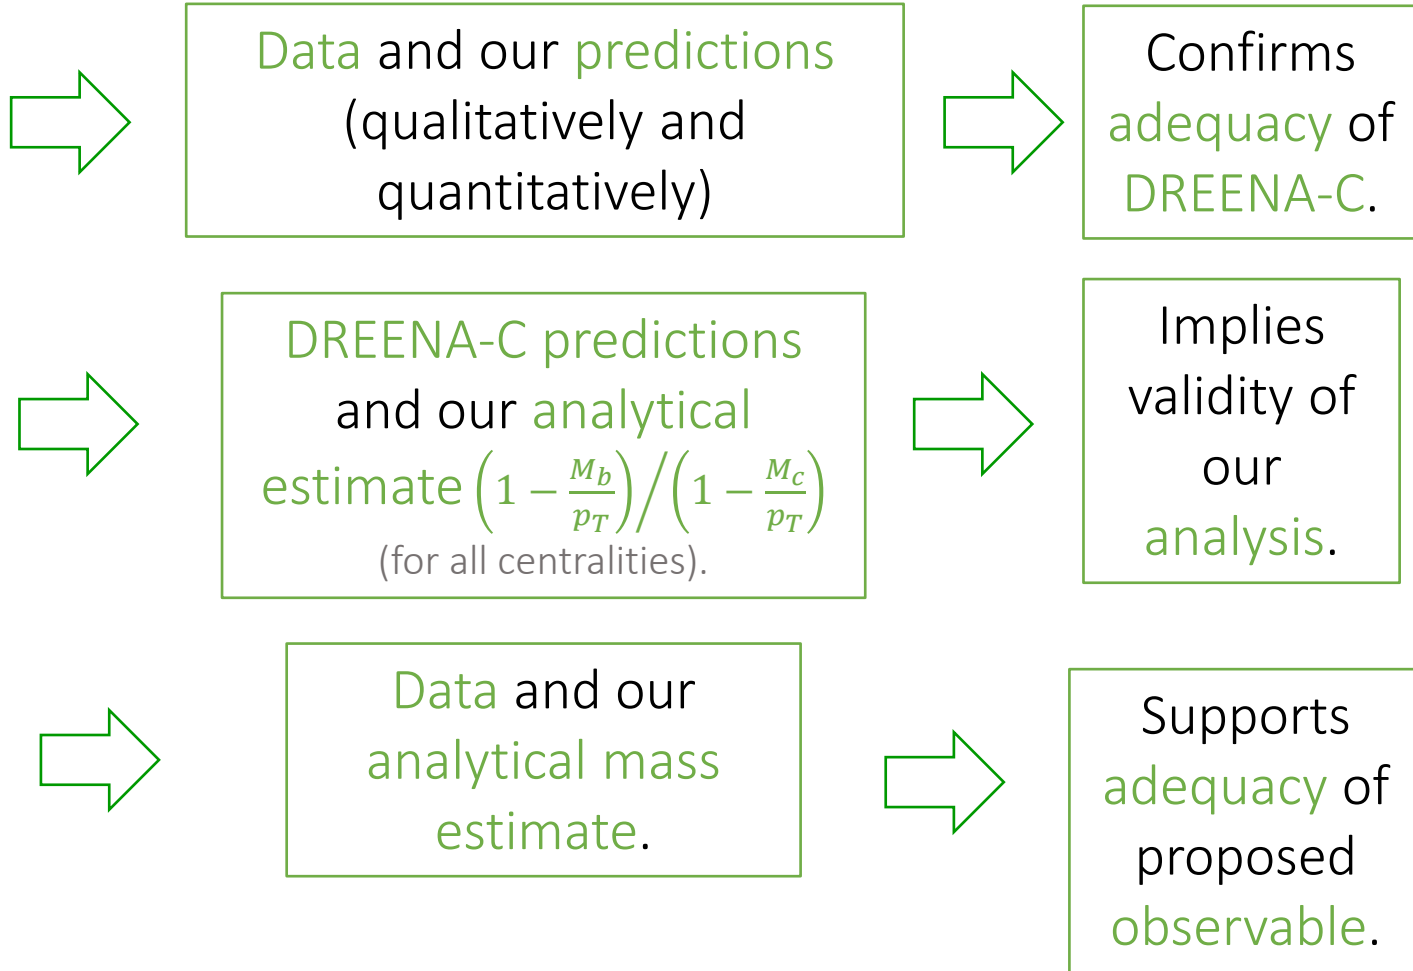 Data and our predictions
(qualitatively and
quantitatively)
Confirms
adequacy of
DREENA-C.
DREENA-C predictions
and our analytical
estimate (1 − M_b/p_T)/(1 − M_c/p_T)
(for all centralities).
Implies
validity of
our
analysis.
Data and our
analytical mass
estimate.
Supports
adequacy of
proposed
observable.